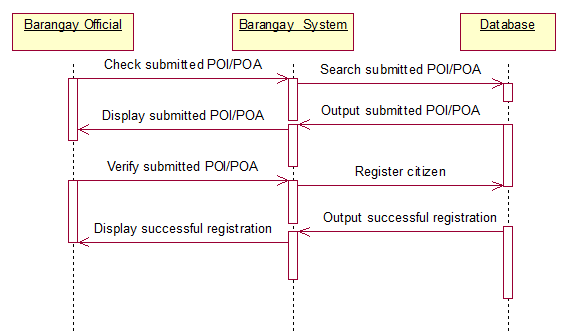 Barangay Official
Barangay System
Database
Check submitted POI/POA
Search submitted POI/POA
Output submitted POI/POA
Display submitted POI/POA
Verify submitted POI/POA
Register citizen
Output successful registration
Display successful registration